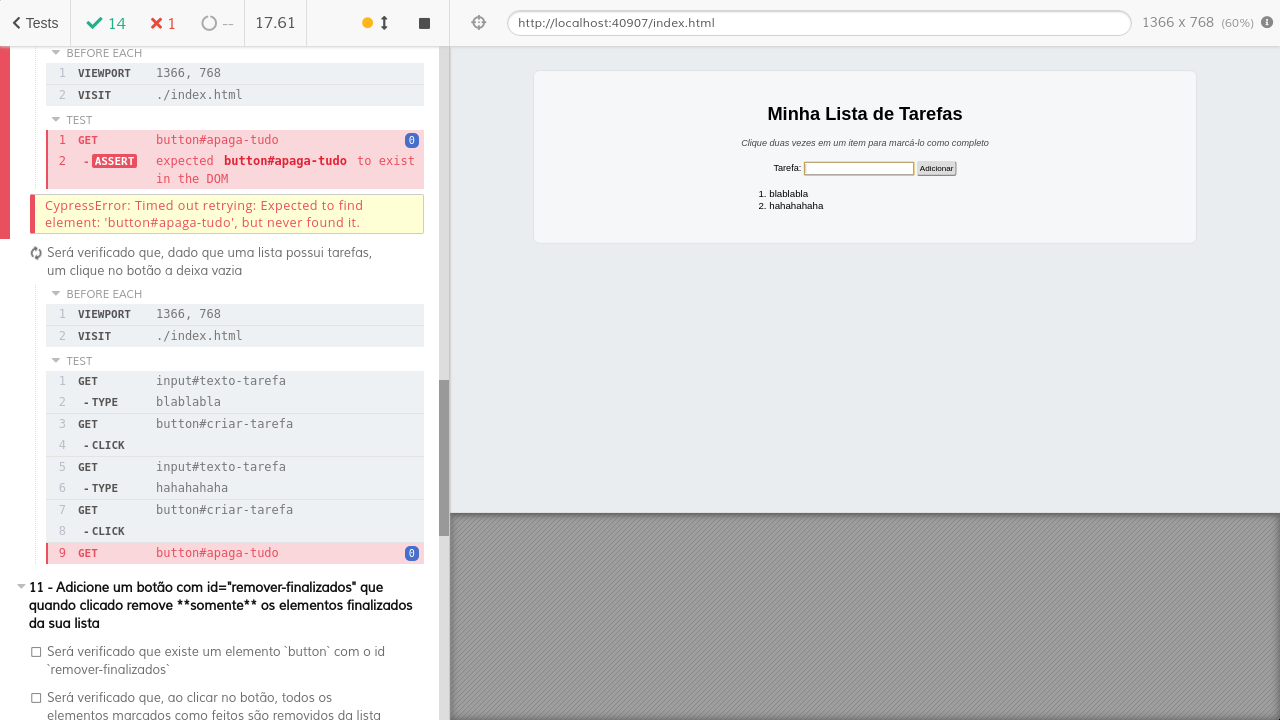 Tests
14
1
--
17.61
http://localhost:40907/index.html
1366 x 768 (60%)
BEFORE EACH
1 VIEWPORT 1366, 768
2 VISIT ./index.html
TEST
1 GET button#apaga-tudo 0
2 - ASSERT expected button#apaga-tudo to exist
in the DOM
CypressError: Timed out retrying: Expected to find
element: 'button#apaga-tudo', but never found it.
Será verificado que, dado que uma lista possui tarefas,
um clique no botão a deixa vazia
BEFORE EACH
1 VIEWPORT 1366, 768
2 VISIT ./index.html
TEST
1 GET input#texto-tarefa
2 - TYPE blablabla
3 GET button#criar-tarefa
4 - CLICK
5 GET input#texto-tarefa
6 - TYPE hahahahaha
7 GET button#criar-tarefa
8 - CLICK
9 GET button#apaga-tudo 0
11 - Adicione um botão com id="remover-finalizados" que
quando clicado remove **somente** os elementos finalizados
da sua lista
Será verificado que existe um elemento `button` com o id
`remover-finalizados`
Será verificado que, ao clicar no botão, todos os
elementos marcados como feitos são removidos da lista
Minha Lista de Tarefas
Clique duas vezes em um item para marcá-lo como completo
Tarefa: Adicionar
1. blablabla
2. hahahahaha